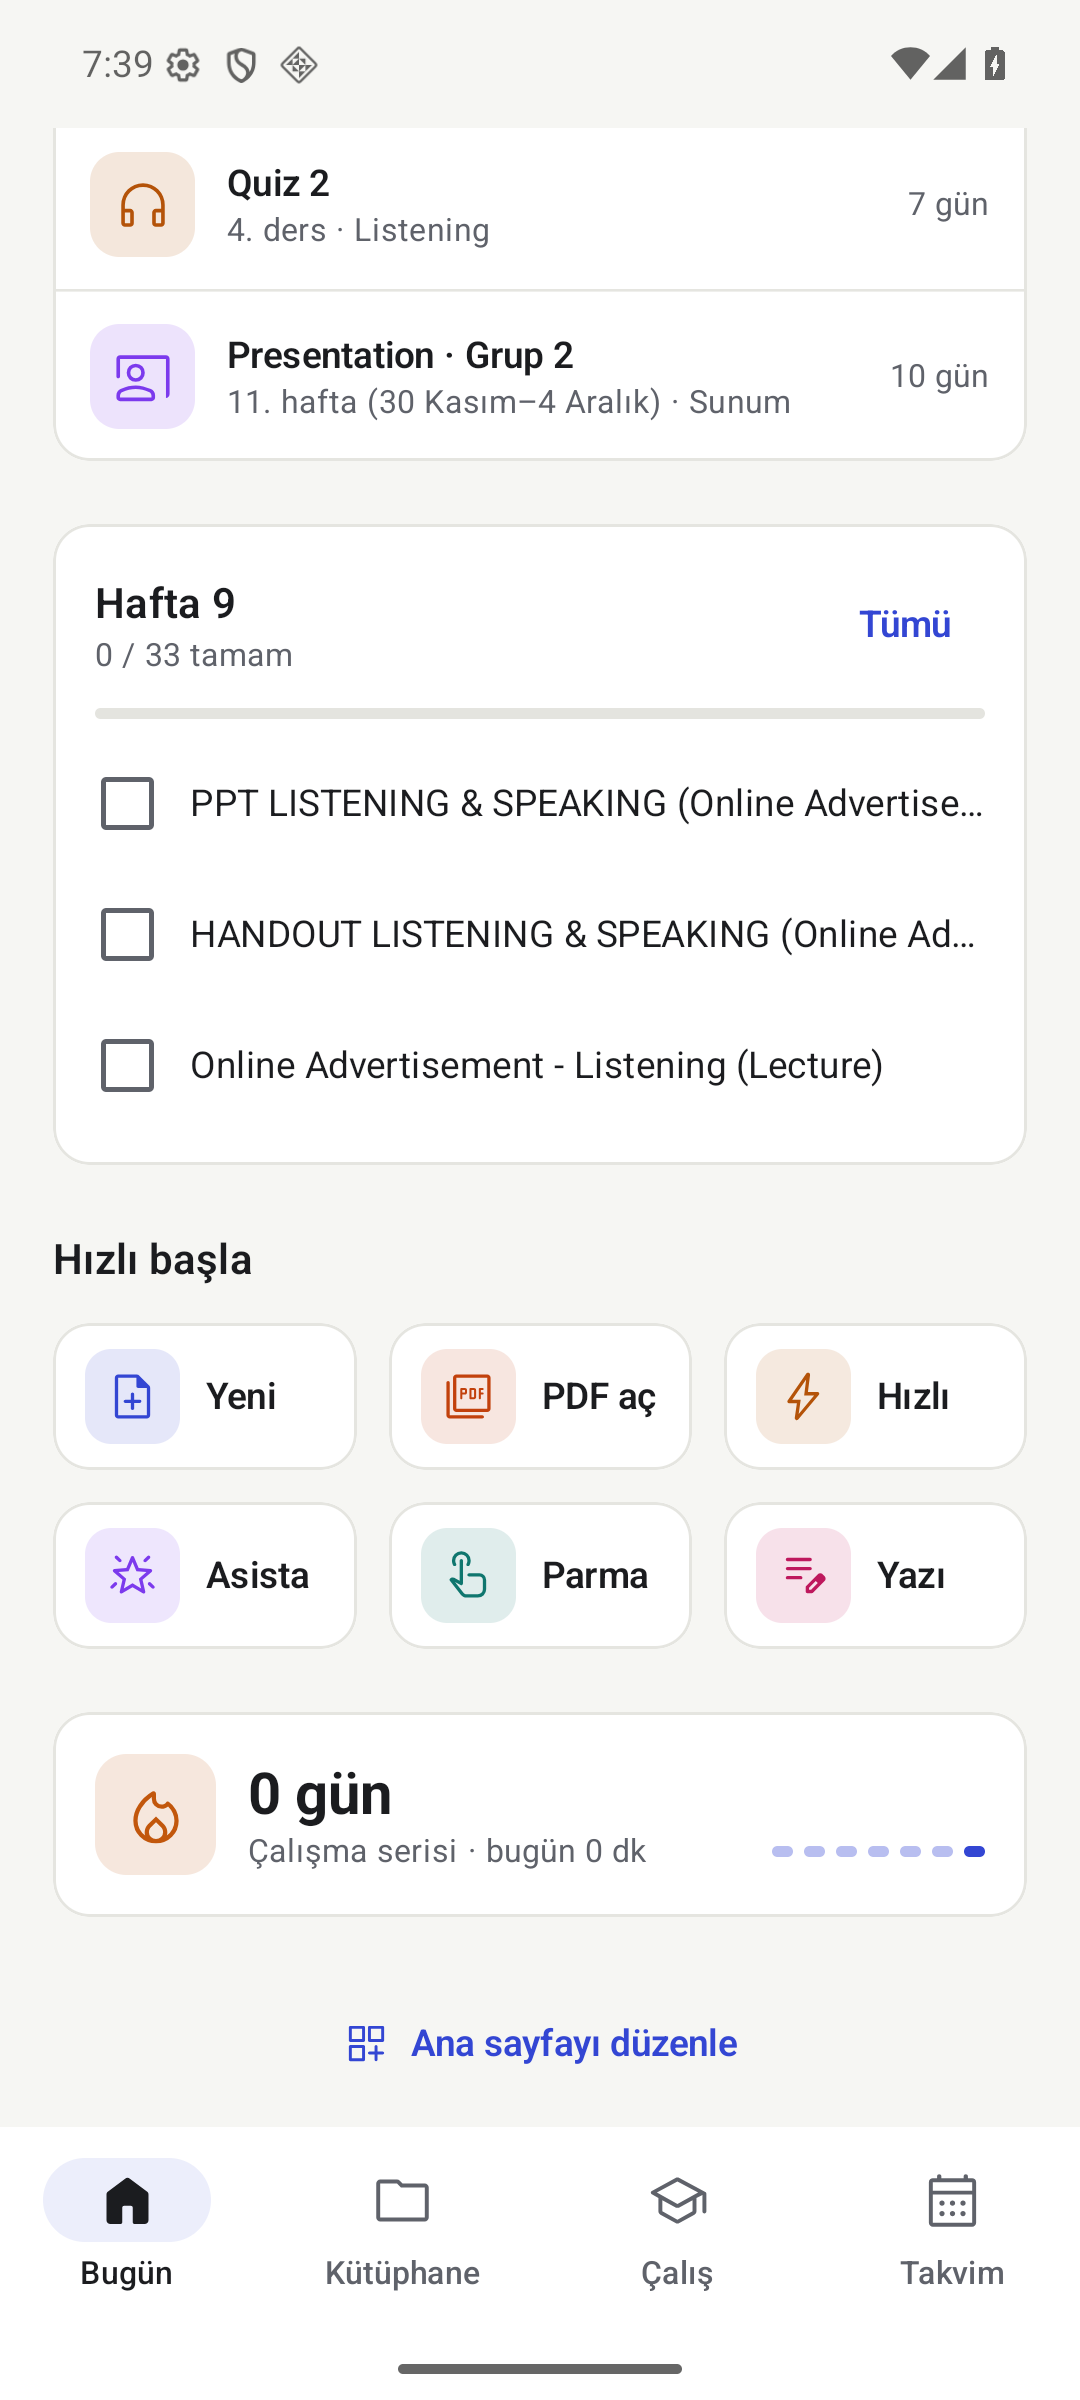 7:39
Quiz 2
4. ders · Listening
7 gün
Presentation · Grup 2
11. hafta (30 Kasım–4 Aralık) · Sunum
10 gün
Hafta 9
0 / 33 tamam
Tümü
PPT LISTENING & SPEAKING (Online Advertise…
HANDOUT LISTENING & SPEAKING (Online Ad…
Online Advertisement - Listening (Lecture)
Hızlı başla
Yeni
PDF
PDF aç
Hızlı
Asista
Parma
Yazı
0 gün
Çalışma serisi · bugün 0 dk
Ana sayfayı düzenle
Bugün
Kütüphane
Çalış
Takvim